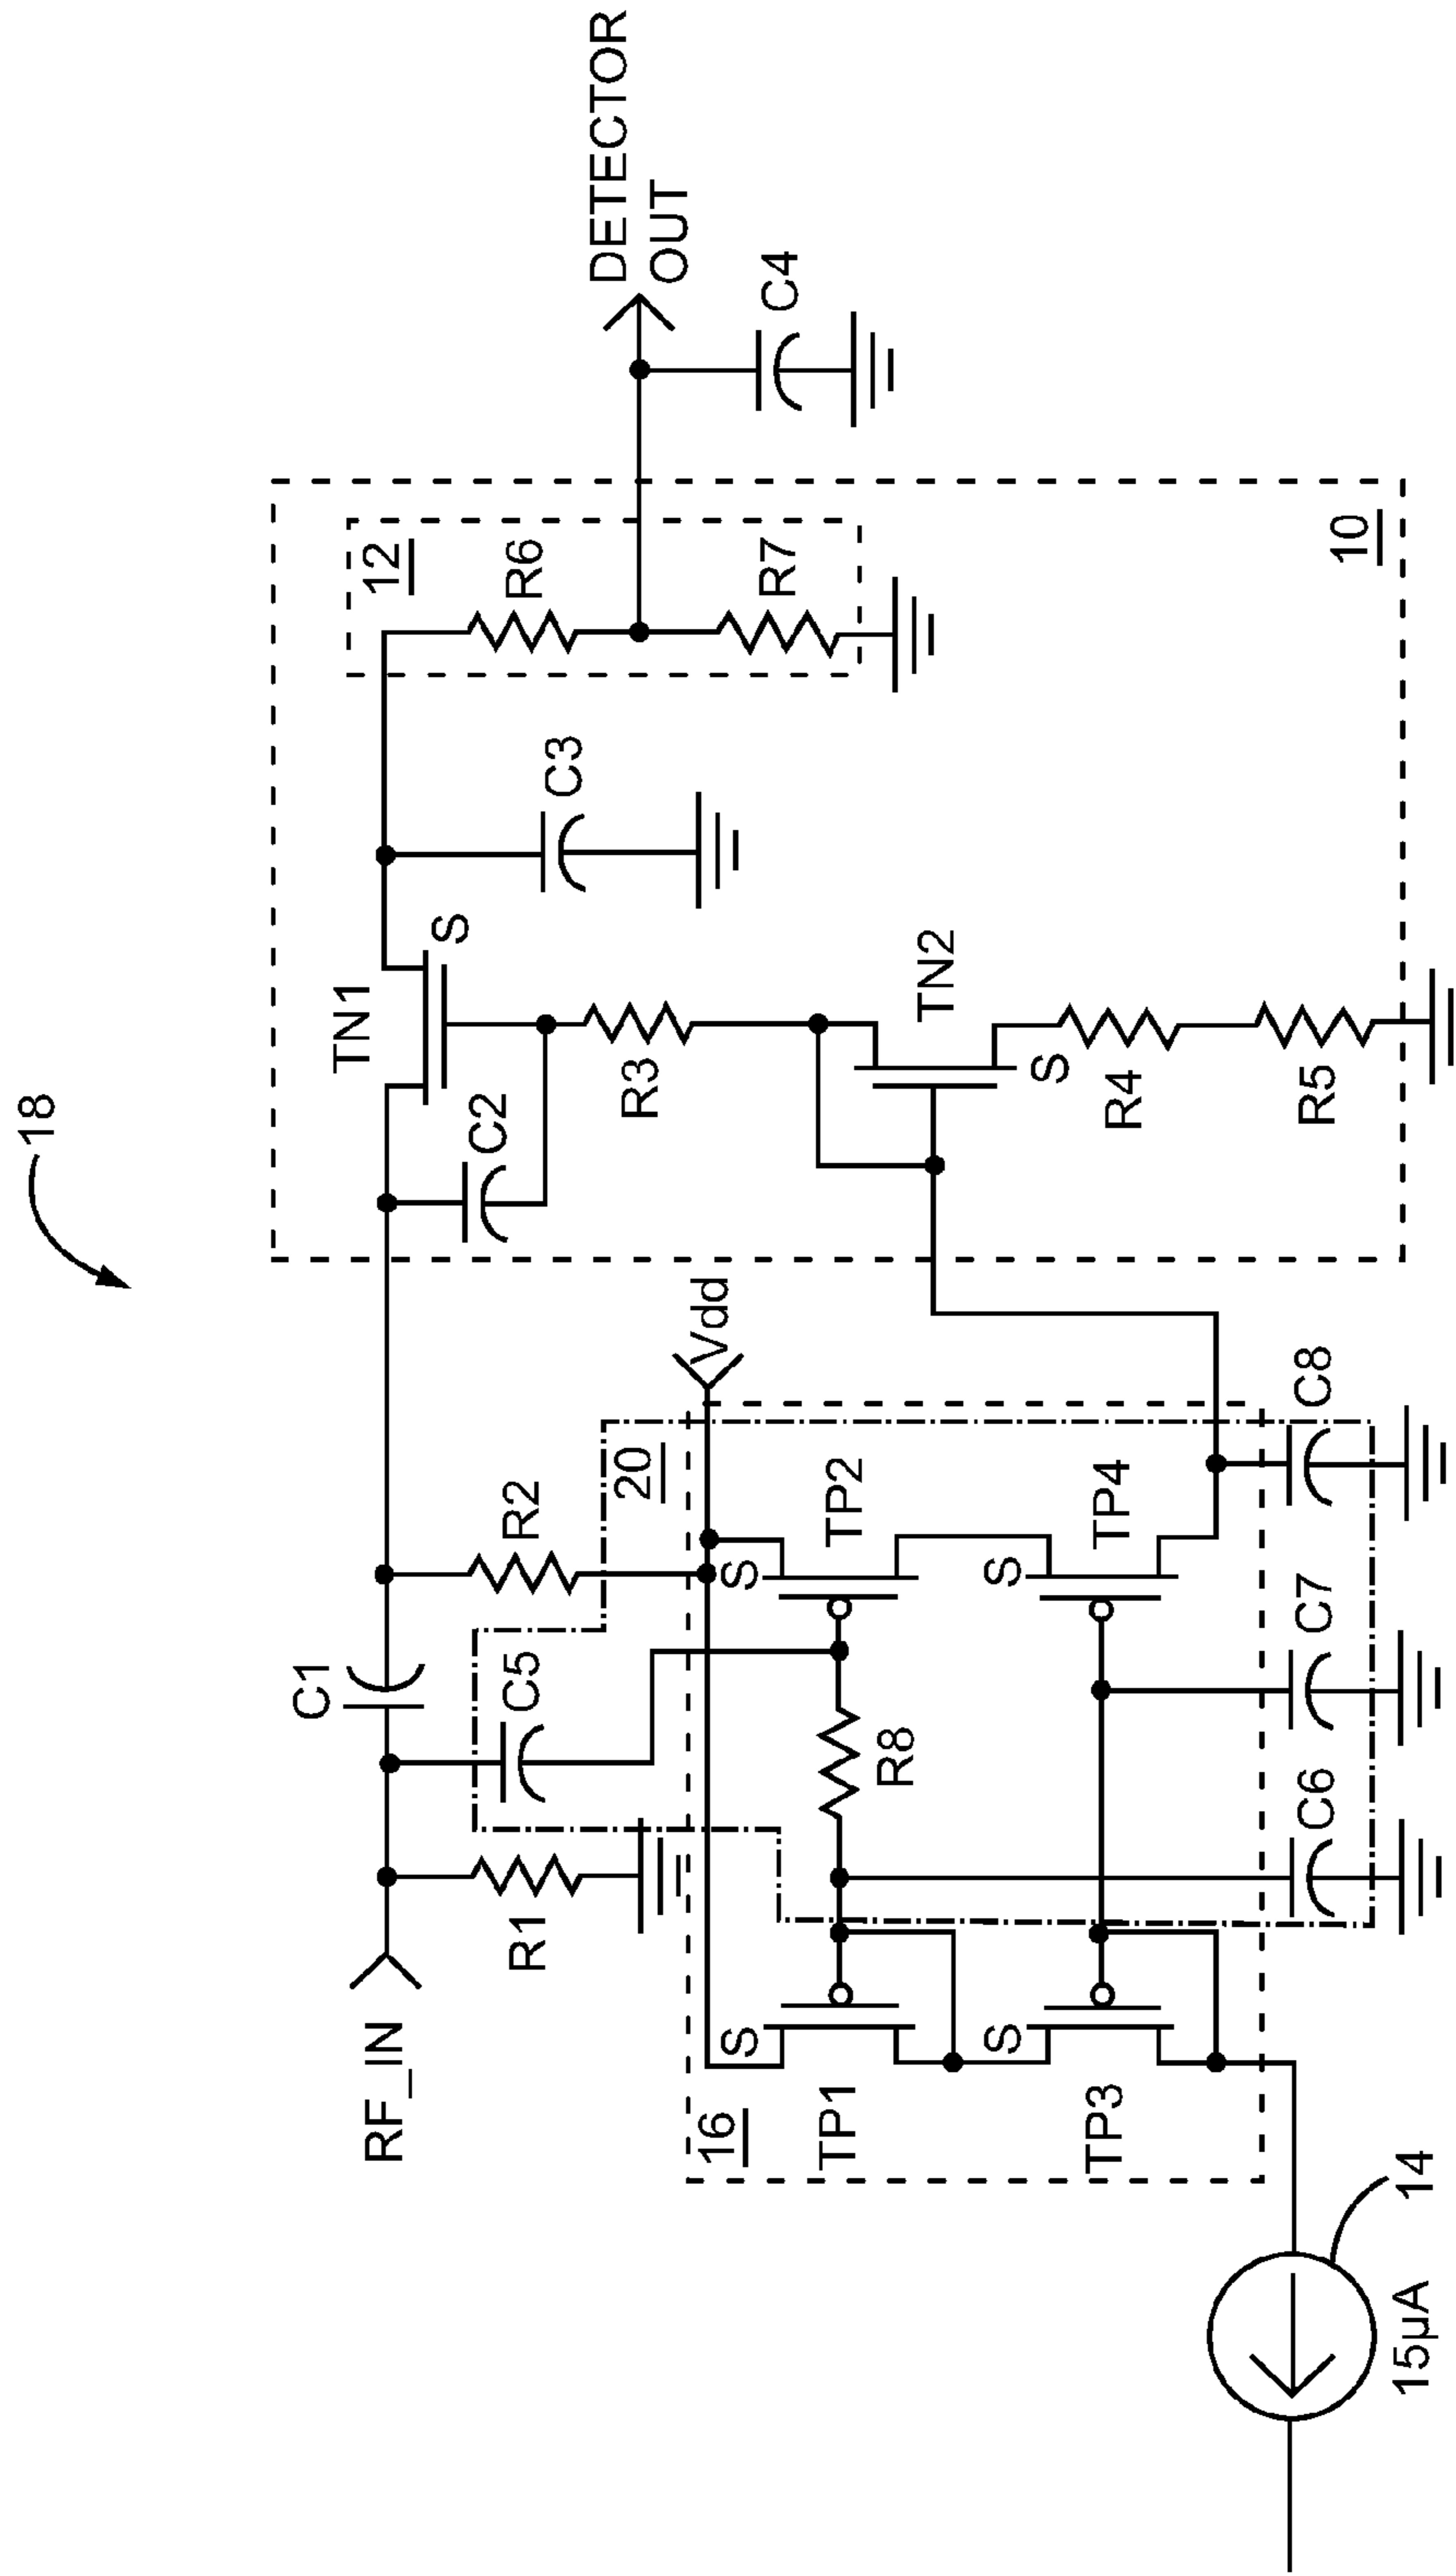 18
RF_IN
R1
C1
C5
R2
C2
TN1
S
C3
12
R6
R7
DETECTOR
OUT
C4
10
R3
TN2
S
R4
R5
Vdd
20
16
S
TP1
R8
S
TP2
S
TP3
S
TP4
C6
C7
C8
14
15µA